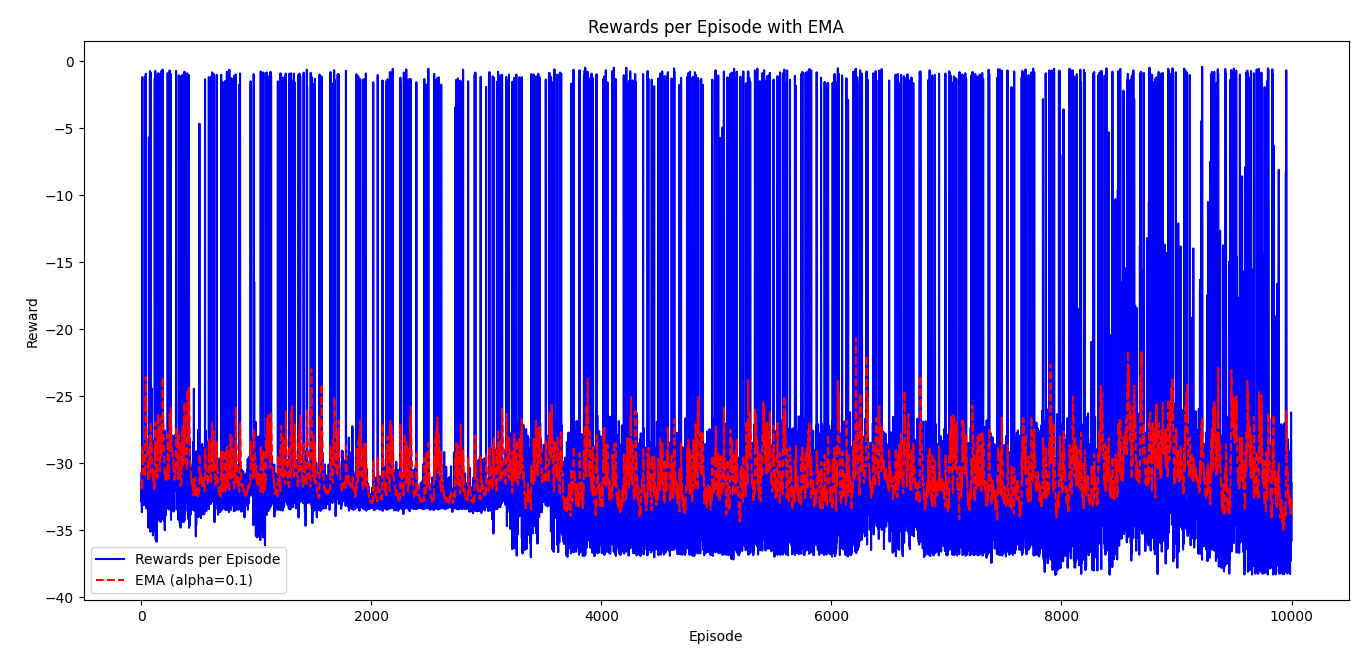 Rewards per Episode with EMA
0
−5
−10
−15
−20
−25
−30
−35
−40
Reward
Rewards per Episode
EMA (alpha=0.1)
0 2000 4000 6000 8000 10000
Episode